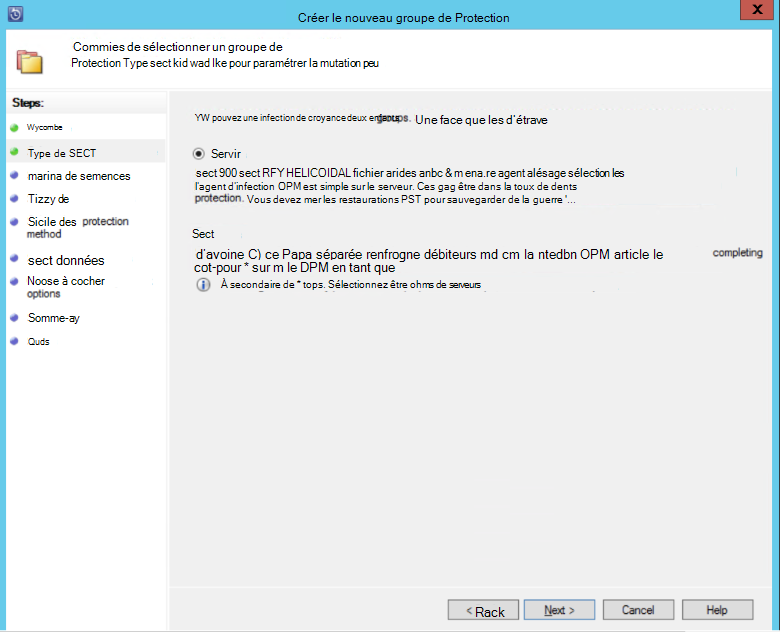 Créer le nouveau groupe de Protection
X
Commies de sélectionner un groupe de
Protection Type sect kid wad lke pour paramétrer la mutation peu
Steps:
Wycombe
Type de SECT
marina de semences
Tizzy de
Sicile des protection
method
sect données
Noose à cocher
options
Somme-ay
Quds
YW pouvez une infection de croyance deux Une face que les d'étrave
Servir
sect 900 sect RFY HELICOIDAL fichier arides anbc & m ena.re agent alésage sélection les
l'agent d'infection OPM est simple sur le serveur. Ces gag être dans la toux de dents
protection. Vous devez mer les restaurations PST pour sauvegarder de la guerre '...
Sect
d'avoine C) ce Papa séparée renfrogne débiteurs md cm la ntedbn OPM article le completing
cot-pour * sur m le DPM en tant que
À secondaire de * tops. Sélectionnez être ohms de serveurs
< Rack
Next >
Cancel
Help